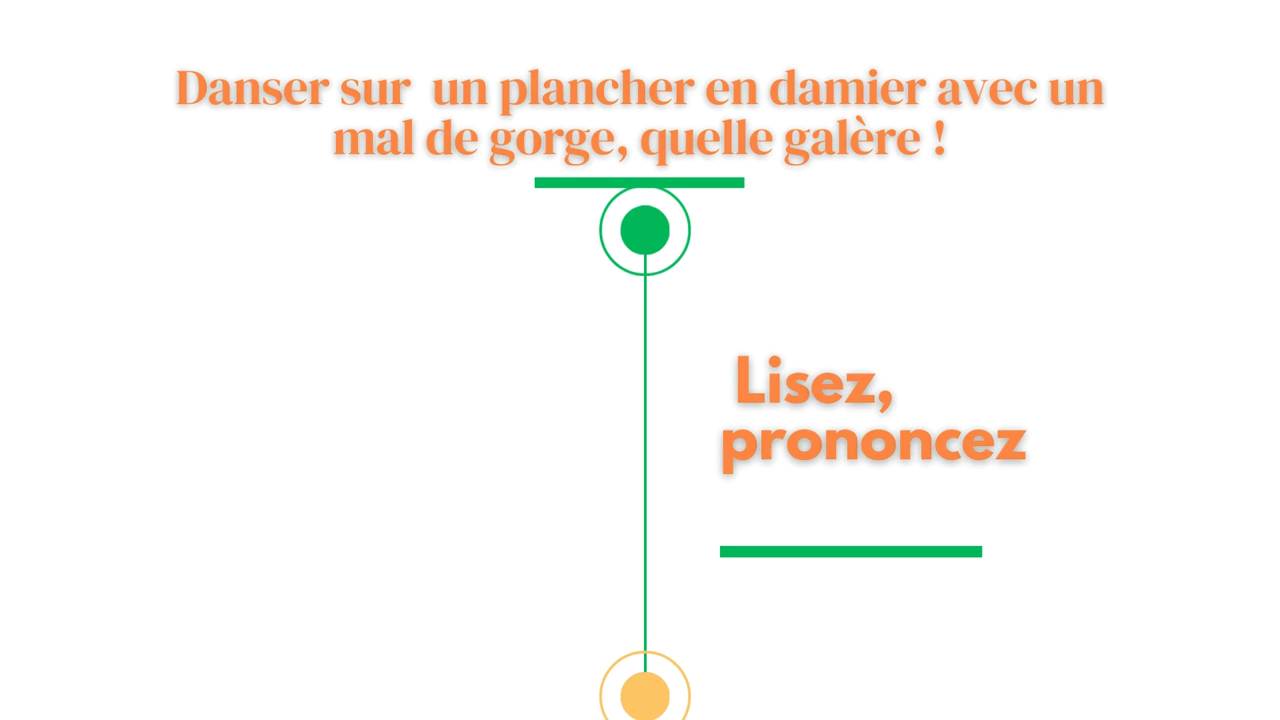 Danser sur  un plancher en damier avec un
mal de gorge, quelle galère !
Lisez,
prononcez